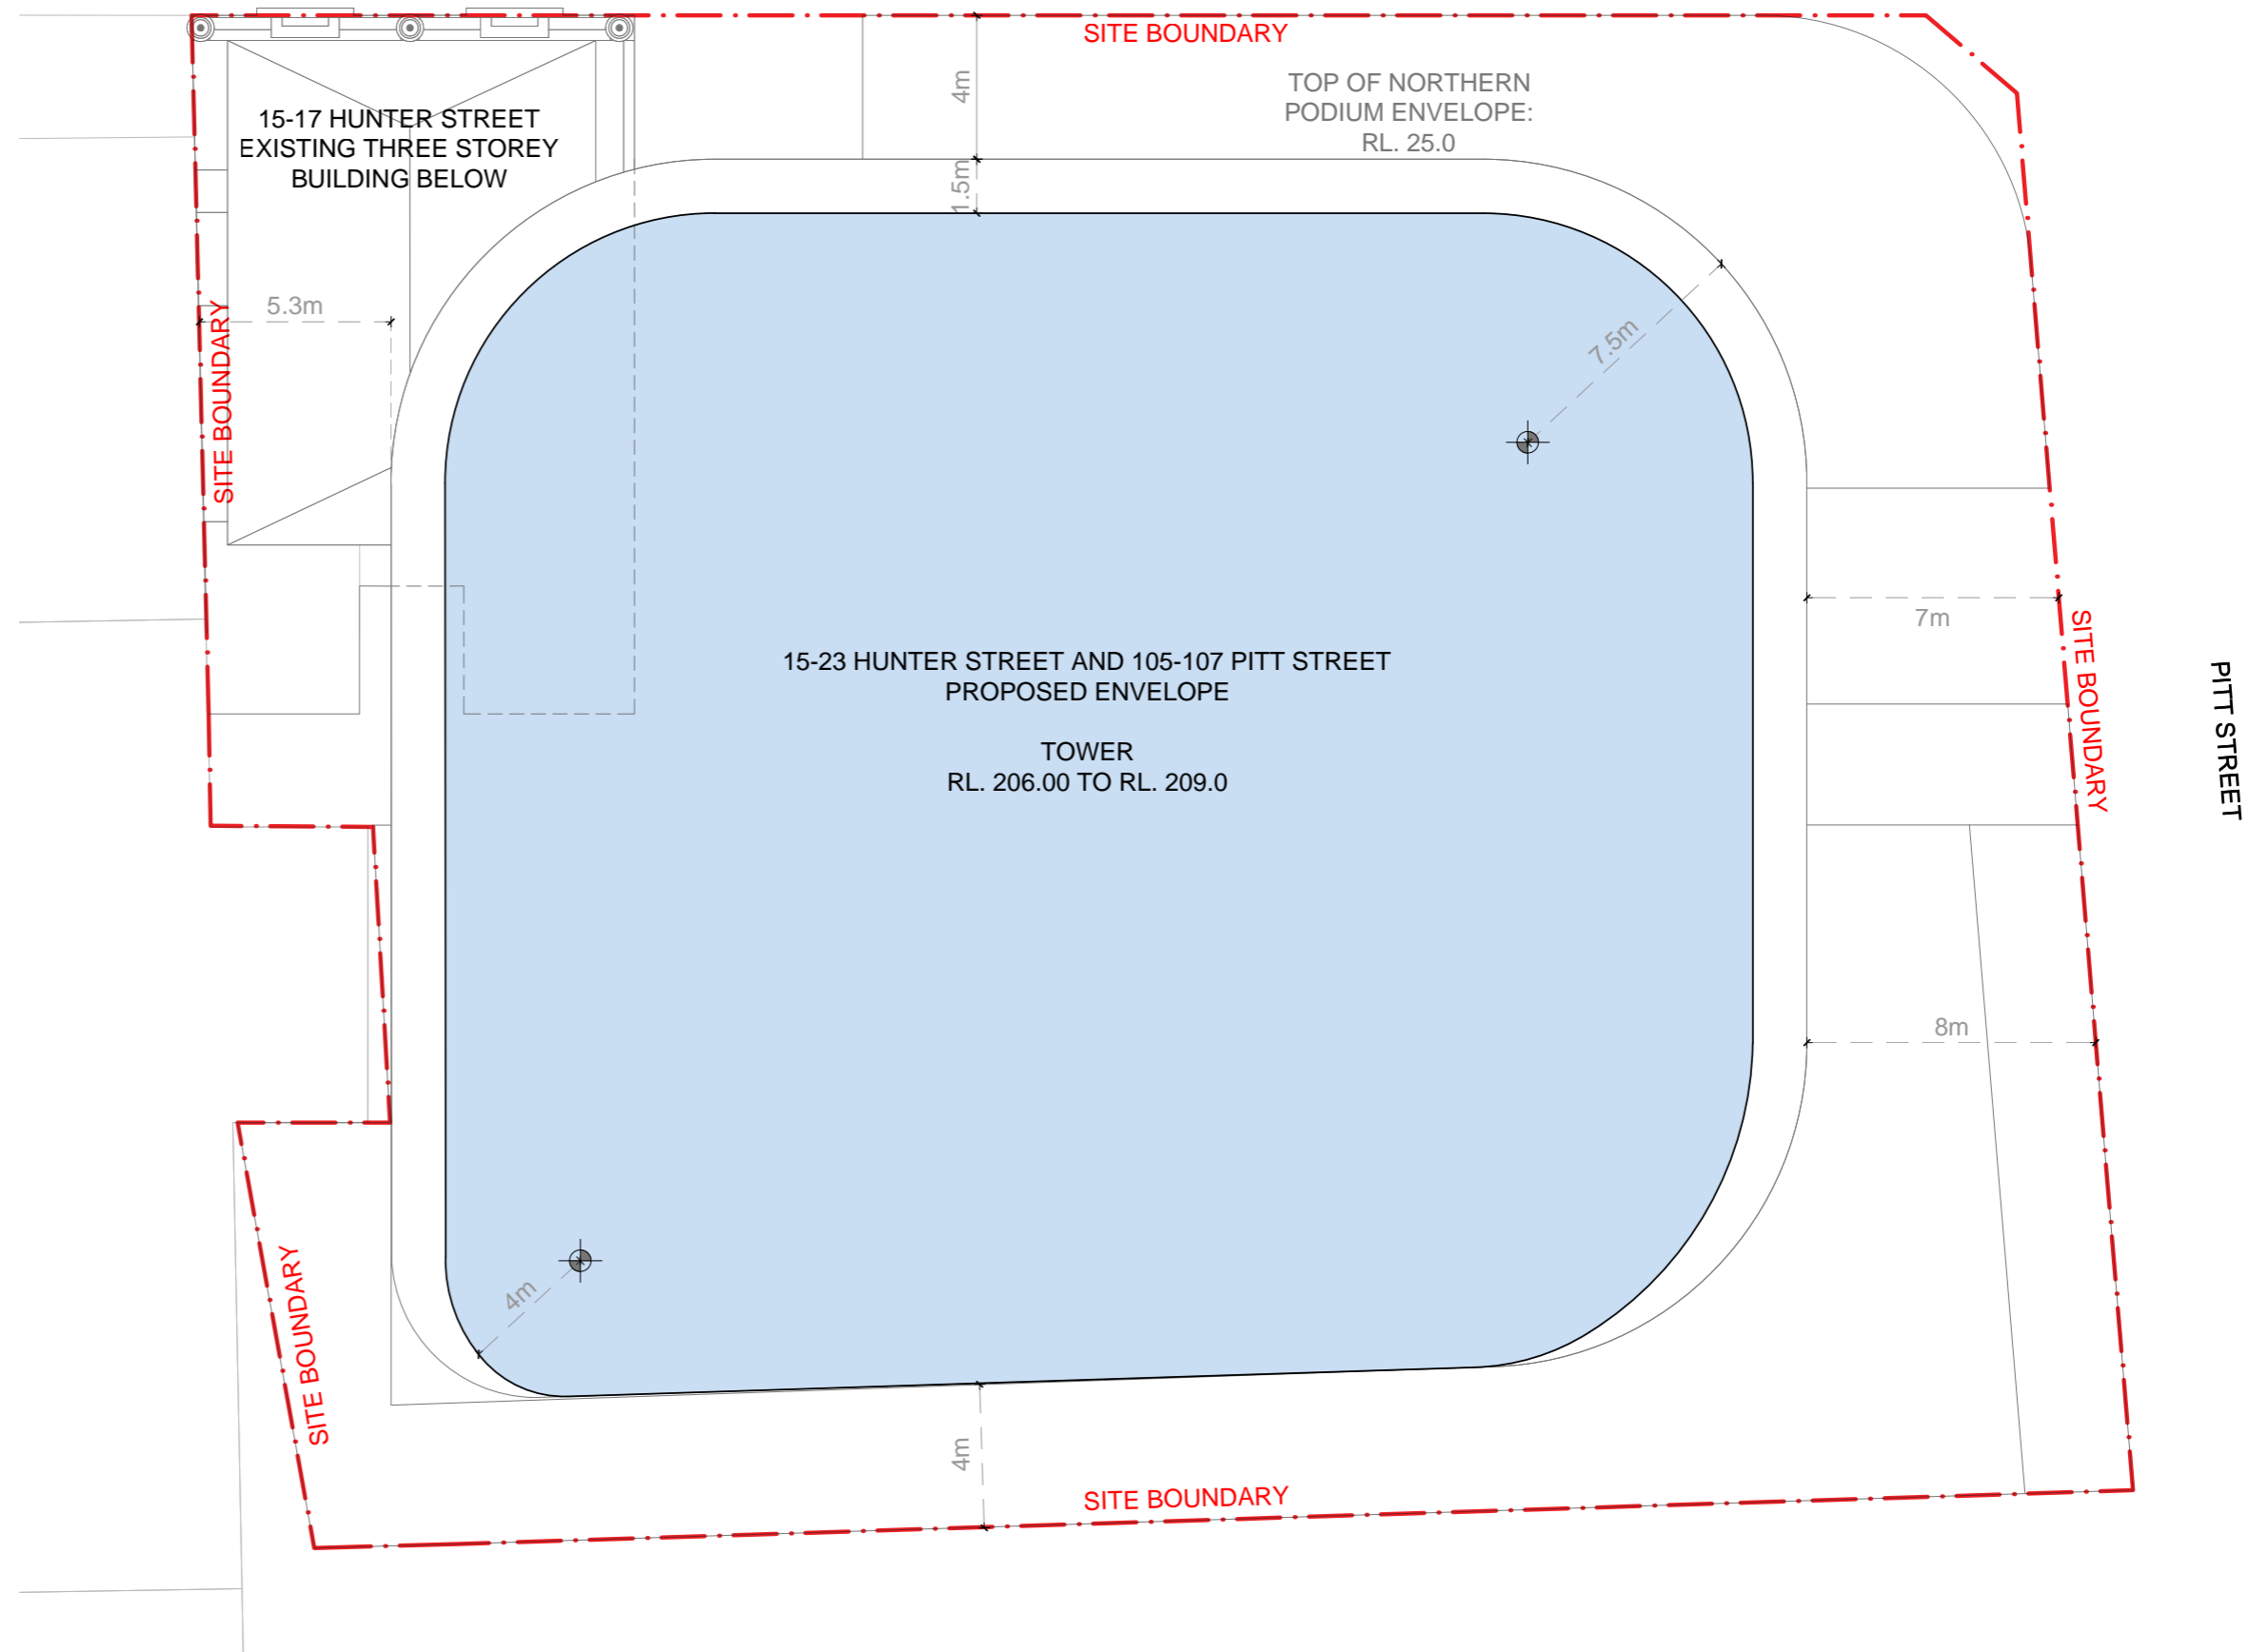 SITE BOUNDARY
4m
TOP OF NORTHERN
PODIUM ENVELOPE:
RL. 25.0
15-17 HUNTER STREET
EXISTING THREE STOREY
BUILDING BELOW
1.5m
5.3m
SITE BOUNDARY
7.5m
7m
SITE BOUNDARY
PITT STREET
15-23 HUNTER STREET AND 105-107 PITT STREET
PROPOSED ENVELOPE
TOWER
RL. 206.00 TO RL. 209.0
8m
4m
SITE BOUNDARY
4m
SITE BOUNDARY